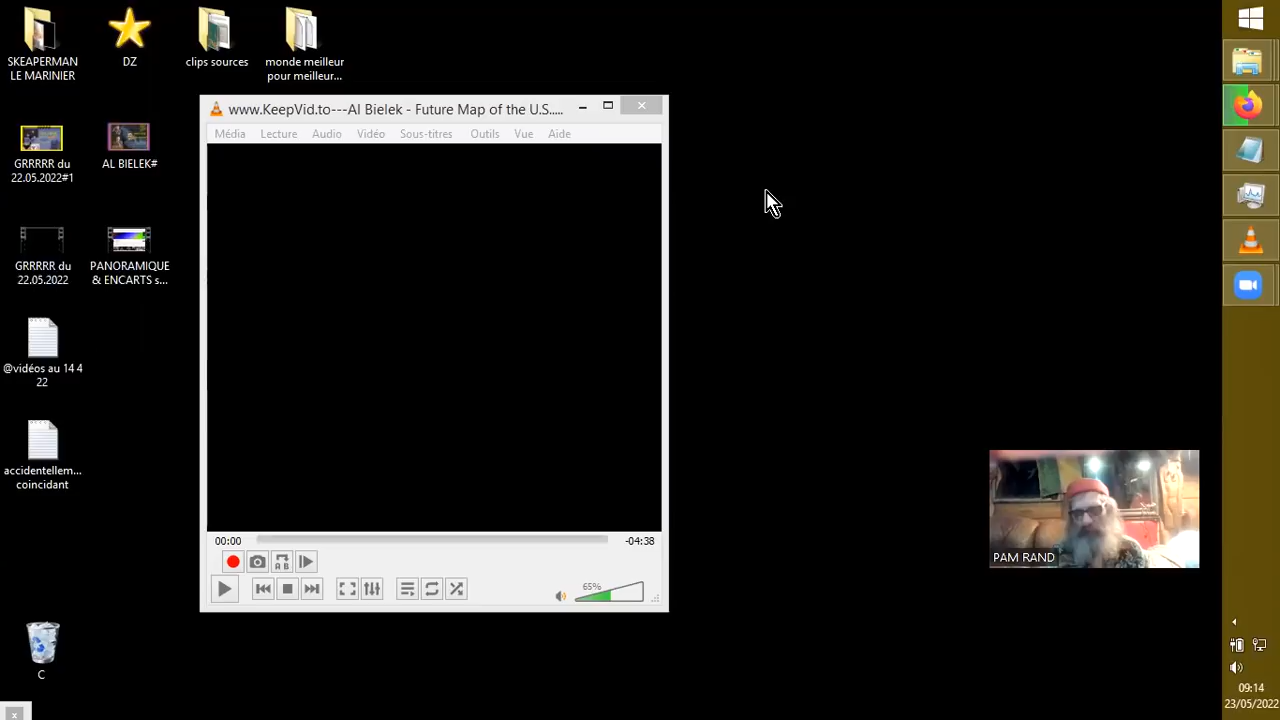 SKEAPERMAN
LE MARINIER
DZ
clips sources
monde meilleur
pour meilleur...
GRRRRR du
22.05.2022#1
AL BIELEK#
GRRRRR du
22.05.2022
PANORAMIQUE
& ENCARTS s...
@vidéos au 14 4
22
accidentellem...
coincidant
C
x
www.KeepVid.to---Al Bielek - Future Map of the U.S.....
Média Lecture Audio Vidéo Sous-titres Outils Vue Aide
00:00
-04:38
A B
65%
PAM RAND
09:14
23/05/2022